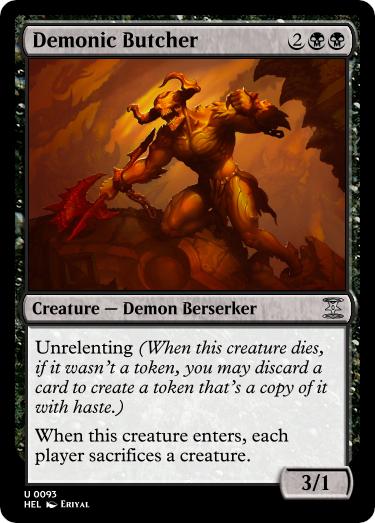 Demonic Butcher 2
Creature — Demon Berserker
Unrelenting (When this creature dies,
if it wasn't a token, you may discard a
card to create a token that's a copy of it
with haste.)
When this creature enters, each
player sacrifices a creature.
3/1
U 0093
HEL Eriyal